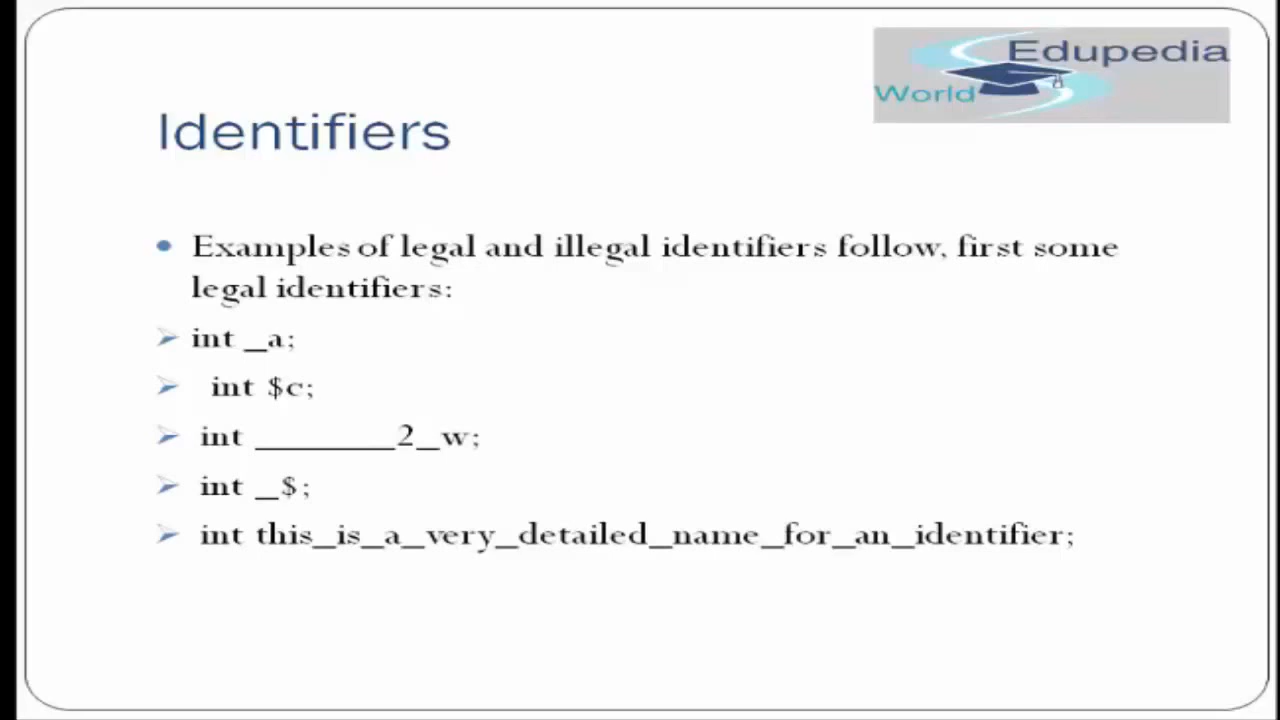 Edupedia
World
Identifiers
• Examples of legal and illegal identifiers follow, first some
legal identifiers:
➢ int _a;
➢ int $c;
➢ int _______2_w;
➢ int _$;
➢ int this_is_a_very_detailed_name_for_an_identifier;